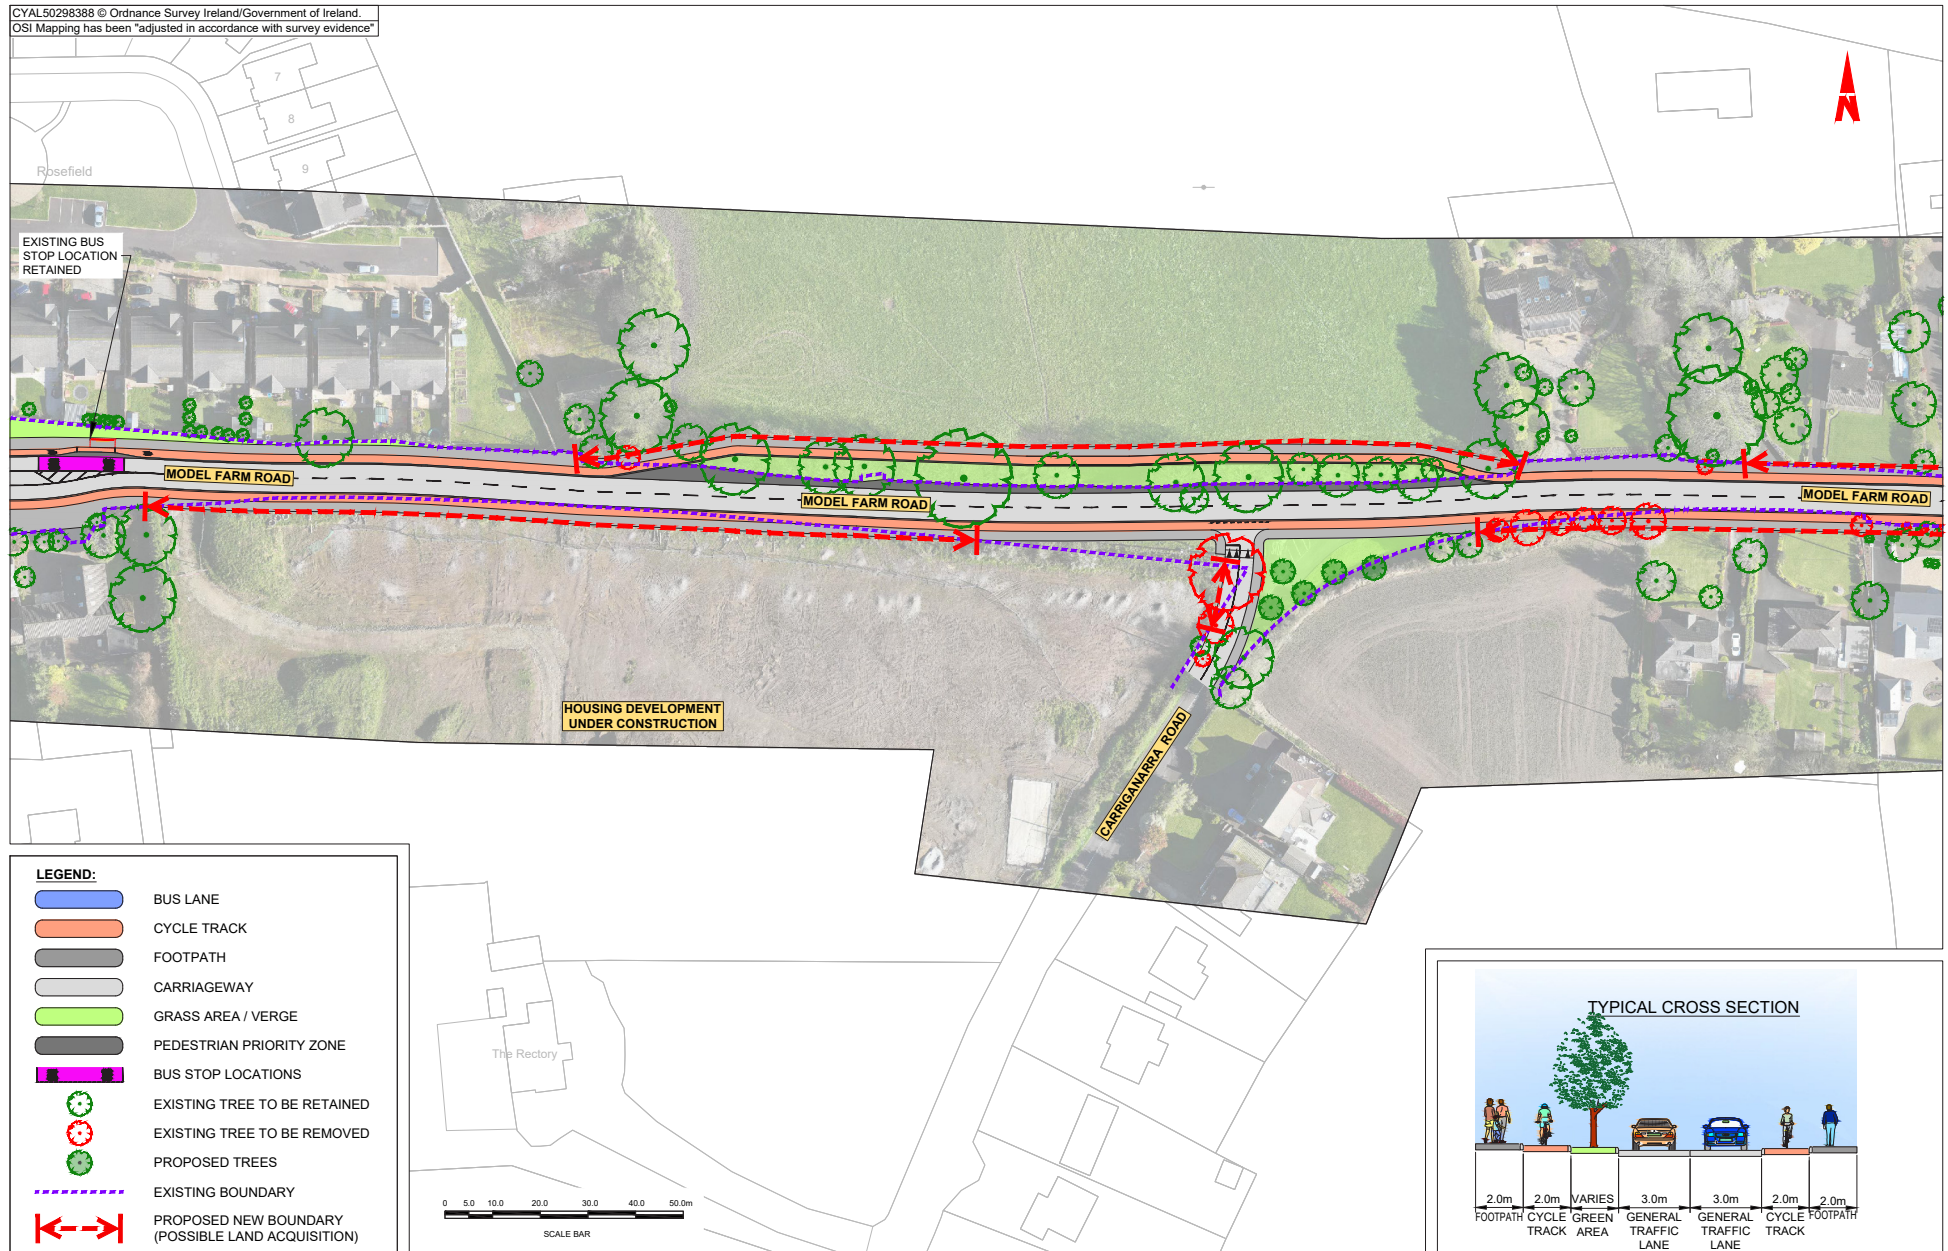 CYAL50298388 © Ordnance Survey Ireland/Government of Ireland.
OSI Mapping has been "adjusted in accordance with survey evidence"
7
8
9
Rosefield
N
EXISTING BUS
STOP LOCATION
RETAINED
MODEL FARM ROAD
MODEL FARM ROAD
MODEL FARM ROAD
HOUSING DEVELOPMENT
UNDER CONSTRUCTION
CARRIGANARRA ROAD
The Rectory
LEGEND:
BUS LANE
CYCLE TRACK
FOOTPATH
CARRIAGEWAY
GRASS AREA / VERGE
PEDESTRIAN PRIORITY ZONE
BUS STOP LOCATIONS
EXISTING TREE TO BE RETAINED
EXISTING TREE TO BE REMOVED
PROPOSED TREES
EXISTING BOUNDARY
PROPOSED NEW BOUNDARY
(POSSIBLE LAND ACQUISITION)
0 5.0 10.0 20.0 30.0 40.0 50.0m
SCALE BAR
TYPICAL CROSS SECTION
2.0m 2.0m VARIES 3.0m 3.0m 2.0m 2.0m
FOOTPATH CYCLE GREEN GENERAL GENERAL CYCLE FOOTPATH
TRACK AREA TRAFFIC TRAFFIC TRACK
LANE LANE